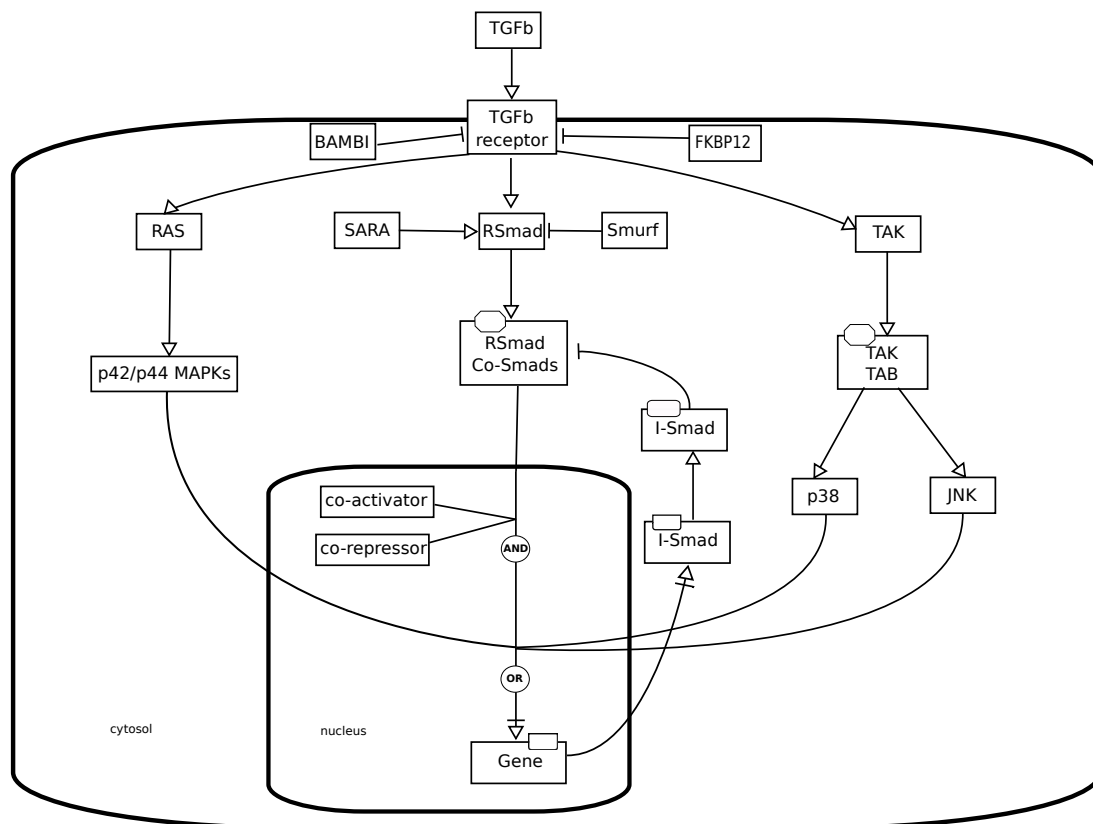 TGFb
TGFb
receptor
BAMBI
FKBP12
RAS
SARA
RSmad
Smurf
TAK
RSmad
Co-Smads
TAK
TAB
p42/p44 MAPKs
I-Smad
p38
JNK
co-activator
co-repressor
AND
I-Smad
OR
cytosol
nucleus
Gene